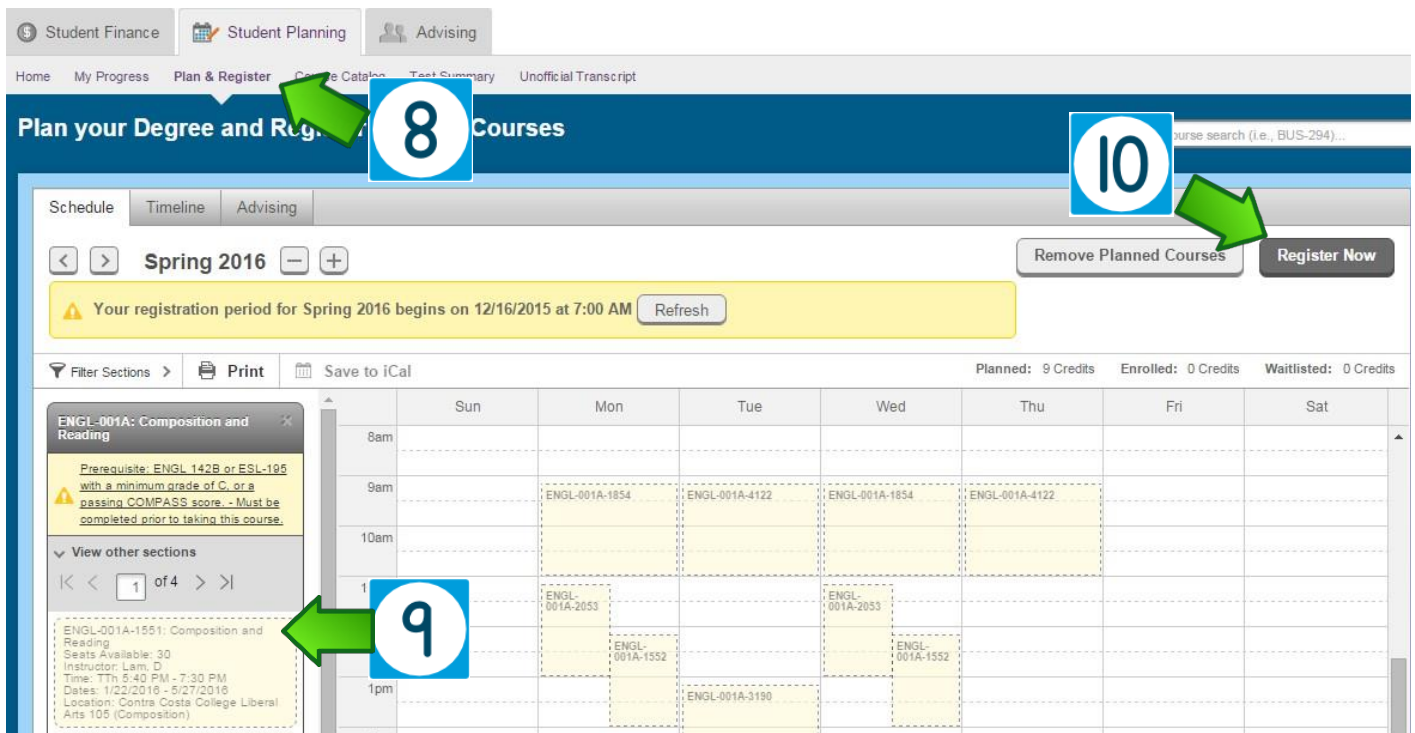 Student Finance Student Planning Advising
Home My Progress Plan & Register Catalog Test Summary Unofficial Transcript
8
Plan your Degree and Courses
10
course search (i.e., BUS-294)...
Schedule Timeline Advising
Spring 2016
Remove Planned Courses Register Now
Your registration period for Spring 2016 begins on 12/16/2015 at 7:00 AM Refresh
Filter Sections > Print Save to iCal Planned: 9 Credits Enrolled: 0 Credits Waitlisted: 0 Credits
Sun Mon Tue Wed Thu Fri Sat
ENGL-001A: Composition and
Reading
Prerequisite: ENGL 142B or ESL-195
with a minimum grade of C, or a
passing COMPASS score. - Must be
completed prior to taking this course.
View other sections
1 of 4
9
ENGL-001A-1551: Composition and
Reading
Seats Available: 30
Instructor: Lam, D
Time: TTh 5:40 PM - 7:30 PM
Dates: 1/22/2016 - 5/27/2016
Location: Contra Costa College Liberal
Arts 105 (Composition)
8am
9am
ENGL-001A-1854 ENGL-001A-4122 ENGL-001A-1854 ENGL-001A-4122
10am
ENGL-
001A-2053
ENGL-
001A-2053
ENGL-
001A-1552
ENGL-
001A-1552
1pm
ENGL-001A-3190